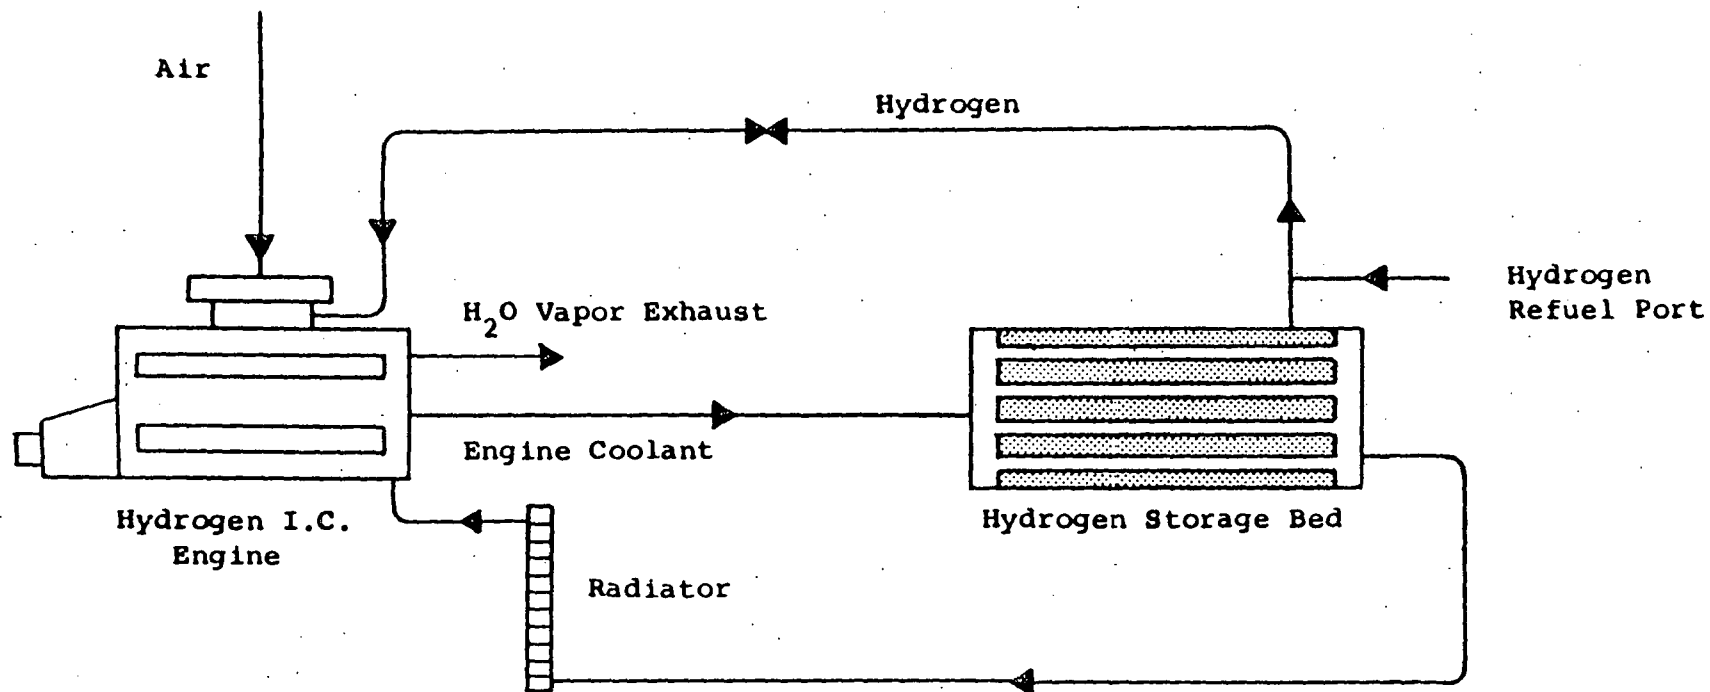 Air
Hydrogen
Hydrogen
Refuel Port
H₂O Vapor Exhaust
Engine Coolant
Hydrogen I.C.
Engine
Hydrogen Storage Bed
Radiator